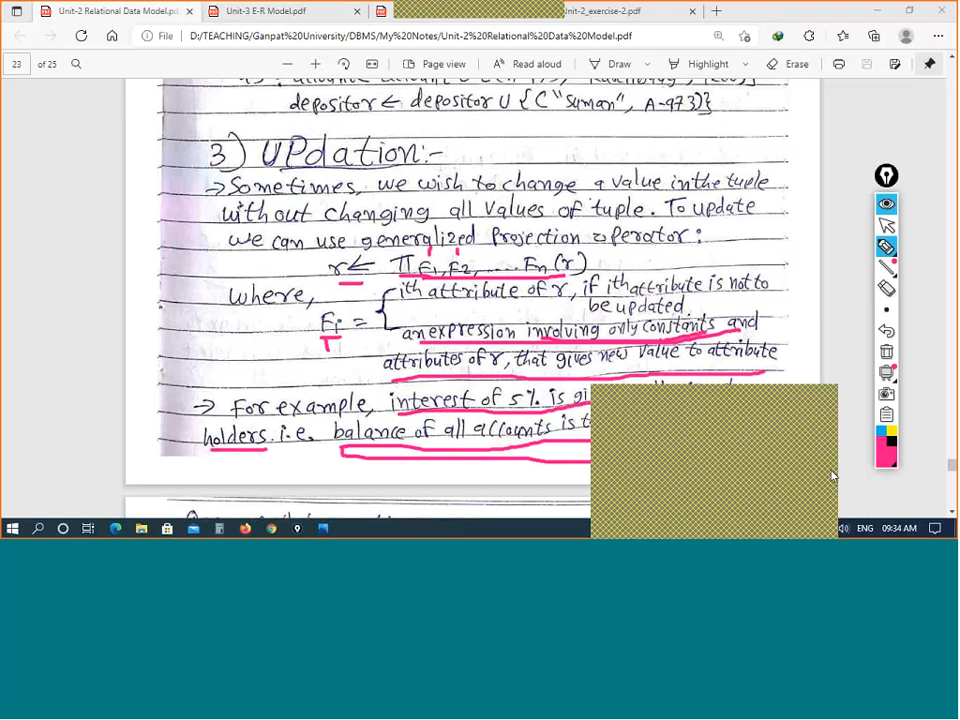 Unit-2 Relational Data Model.pd
Unit-3 E-R Model.pdf
Unit-2_exercise-2.pdf
File
D:/TEACHING/Ganpat%20University/DBMS/My%20Notes/Unit-2%20Relational%20Data%20Model.pdf
23 of 25
Page view
Read aloud
Draw
Highlight
Erase
depositor ← depositor U {("Suman", A-973)}
3) UPdation:-
→ Sometimes, we wish to change a value in the tuple
without changing all values of tuple. To update
we can use generalized Projection operator:
r ← Π F1, F2, .... Fn (r)
where,
Fi =
ith attribute of r, if ith attribute is not to
be updated.
an expression involving only constants and
attributes of r, that gives new value to attribute
→ For example, interest of 5% is gi
holders. i.e. balance of all accounts is t
ENG
09:34 AM